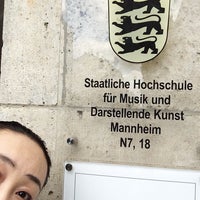 Staatliche Hochschule
für Musik und
Darstellende Kunst
Mannheim
N7, 18